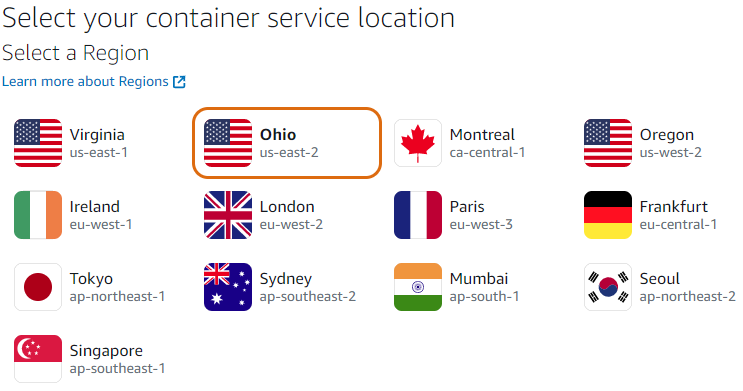 Select your container service location
Select a Region
Learn more about Regions
Virginia
us-east-1
Ohio
us-east-2
Montreal
ca-central-1
Oregon
us-west-2
Ireland
eu-west-1
London
eu-west-2
Paris
eu-west-3
Frankfurt
eu-central-1
Tokyo
ap-northeast-1
Sydney
ap-southeast-2
Mumbai
ap-south-1
Seoul
ap-northeast-2
Singapore
ap-southeast-1